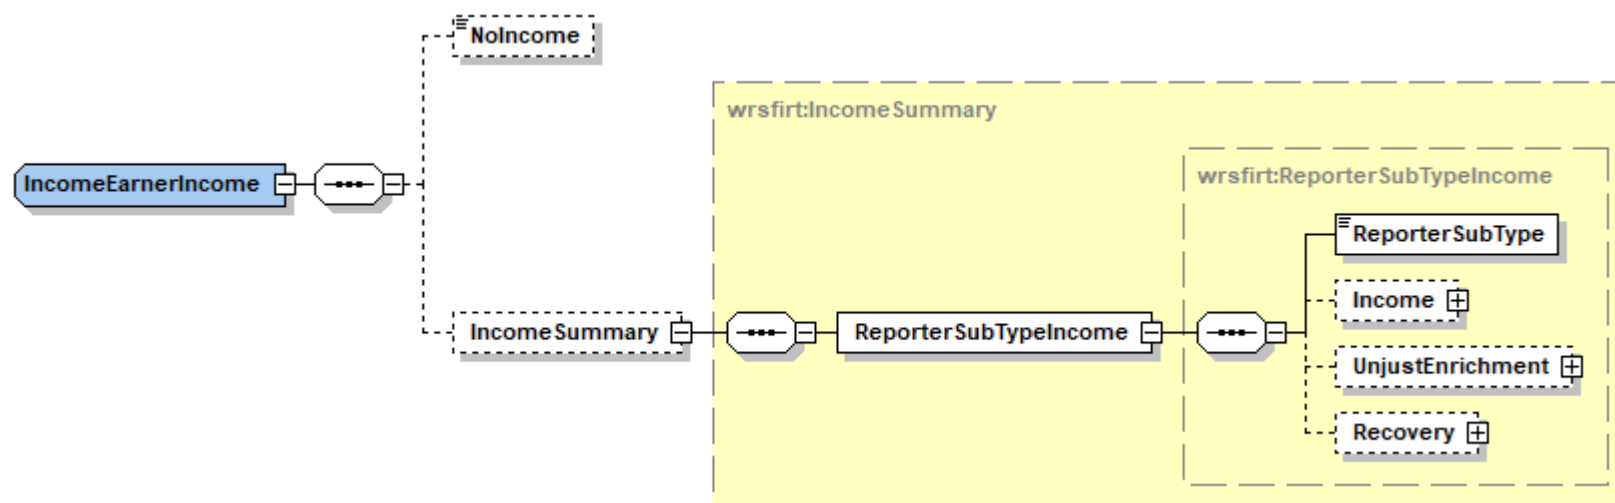 NoIncome
wrsfirt:IncomeSummary
IncomeEarnerIncome
wrsfirt:ReporterSubTypeIncome
ReporterSubType
Income
IncomeSummary
ReporterSubTypeIncome
UnjustEnrichment
Recovery